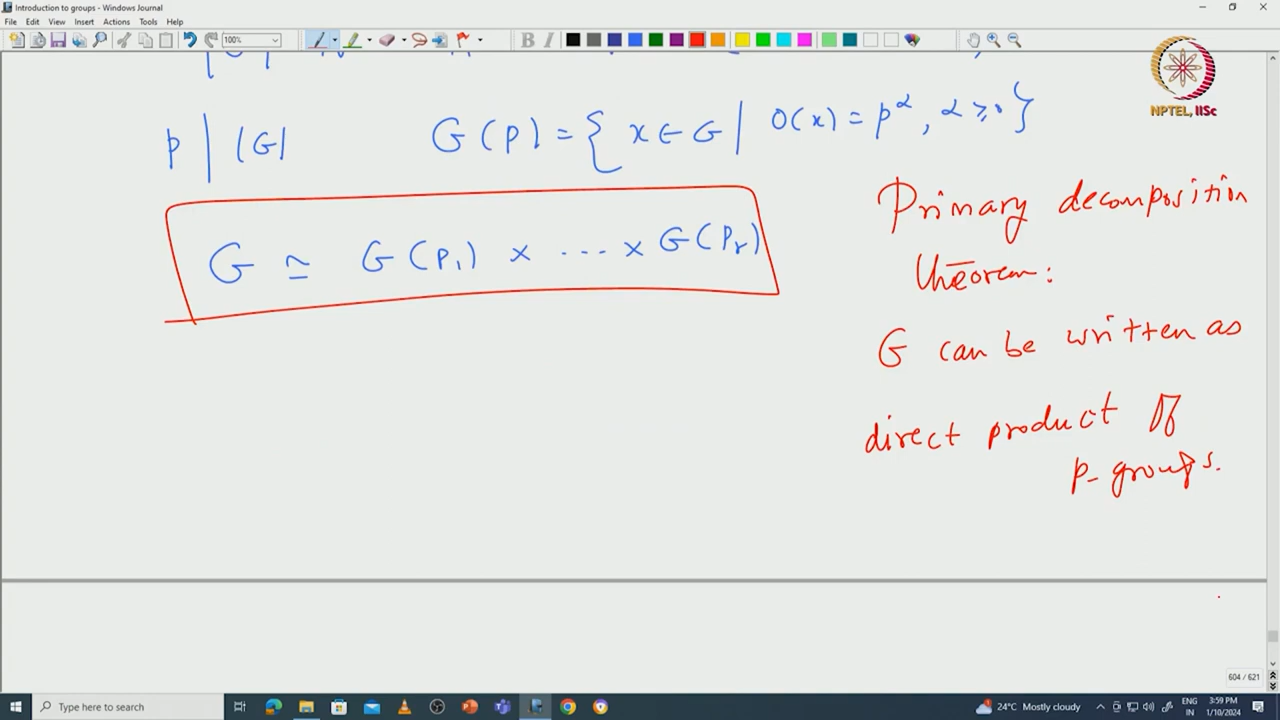 Introduction to groups - Windows Journal
File Edit View Insert Actions Tools Help
100%
B I
NPTEL, IISc
p | |G| G(p) = { x ∈ G | O(x) = p^α, α ≥ 0 }
G ≃ G(p₁) × ... × G(pᵣ)
Primary decomposition
theorem:
G can be written as
direct product of
p-groups.
604 / 621
Type here to search
24°C Mostly cloudy
ENG
IN
3:59 PM
1/10/2024